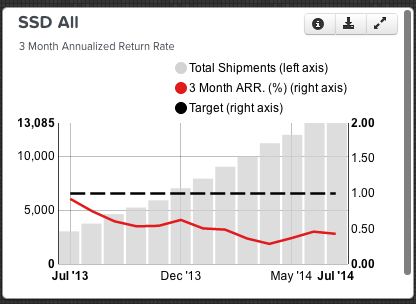 SSD All
3 Month Annualized Return Rate
Total Shipments (left axis)
3 Month ARR. (%) (right axis)
Target (right axis)
13,085
10,000
5,000
0
2.00
1.50
1.00
0.50
0.00
Jul '13
Dec '13
May '14
Jul '14